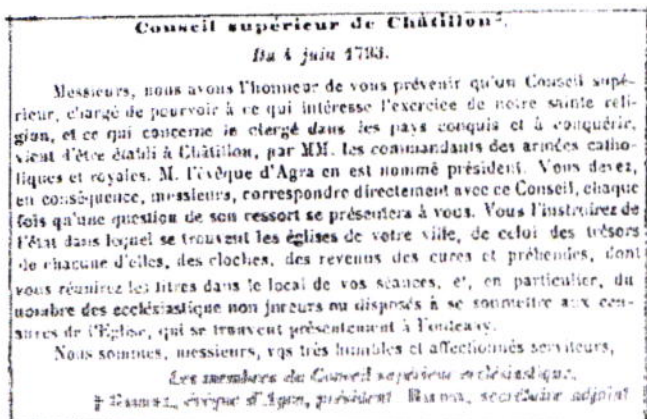 Conseil supérieur de Châtillon².
Du 4 juin 1793.
Messieurs, nous avons l'honneur de vous prévenir qu'un Conseil supé-
rieur, chargé de pourvoir à ce qui intéresse l'exercice de notre sainte reli-
gion, et ce qui concerne le clergé dans les pays conquis et à conquérir,
vient d'être établi à Châtillon, par MM. les commandants des armées catho-
liques et royales. M. l'évêque d'Agra en est nommé président. Vous devez,
en conséquence, messieurs, correspondre directement avec ce Conseil, chaque
fois qu'une question de son ressort se présentera à vous. Vous l'instruirez de
l'état dans lequel se trouvent les églises de votre ville, de celui des trésors
de chacune d'elles, des cloches, des revenus des cures et prébendes, dont
vous réunirez les titres dans le local de vos séances, et, en particulier, du
nombre des ecclésiastique non jureurs ou disposés à se soumettre aux cen-
sures de l'Eglise, qui se trouvent présentement à Fontenay.
Nous sommes, messieurs, vos très humbles et affectionnés serviteurs,
Les membres du Conseil supérieur ecclésiastique,
† évêque d'Agra, président. secrétaire adjoint